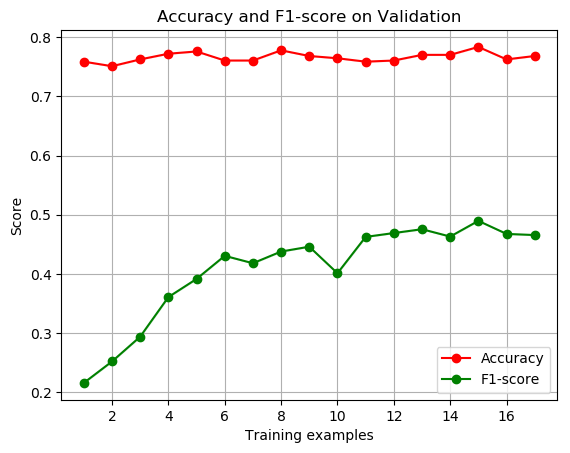 Accuracy and F1-score on Validation
0.8
0.7
0.6
0.5
0.4
0.3
0.2
Score
Accuracy
F1-score
2 4 6 8 10 12 14 16
Training examples